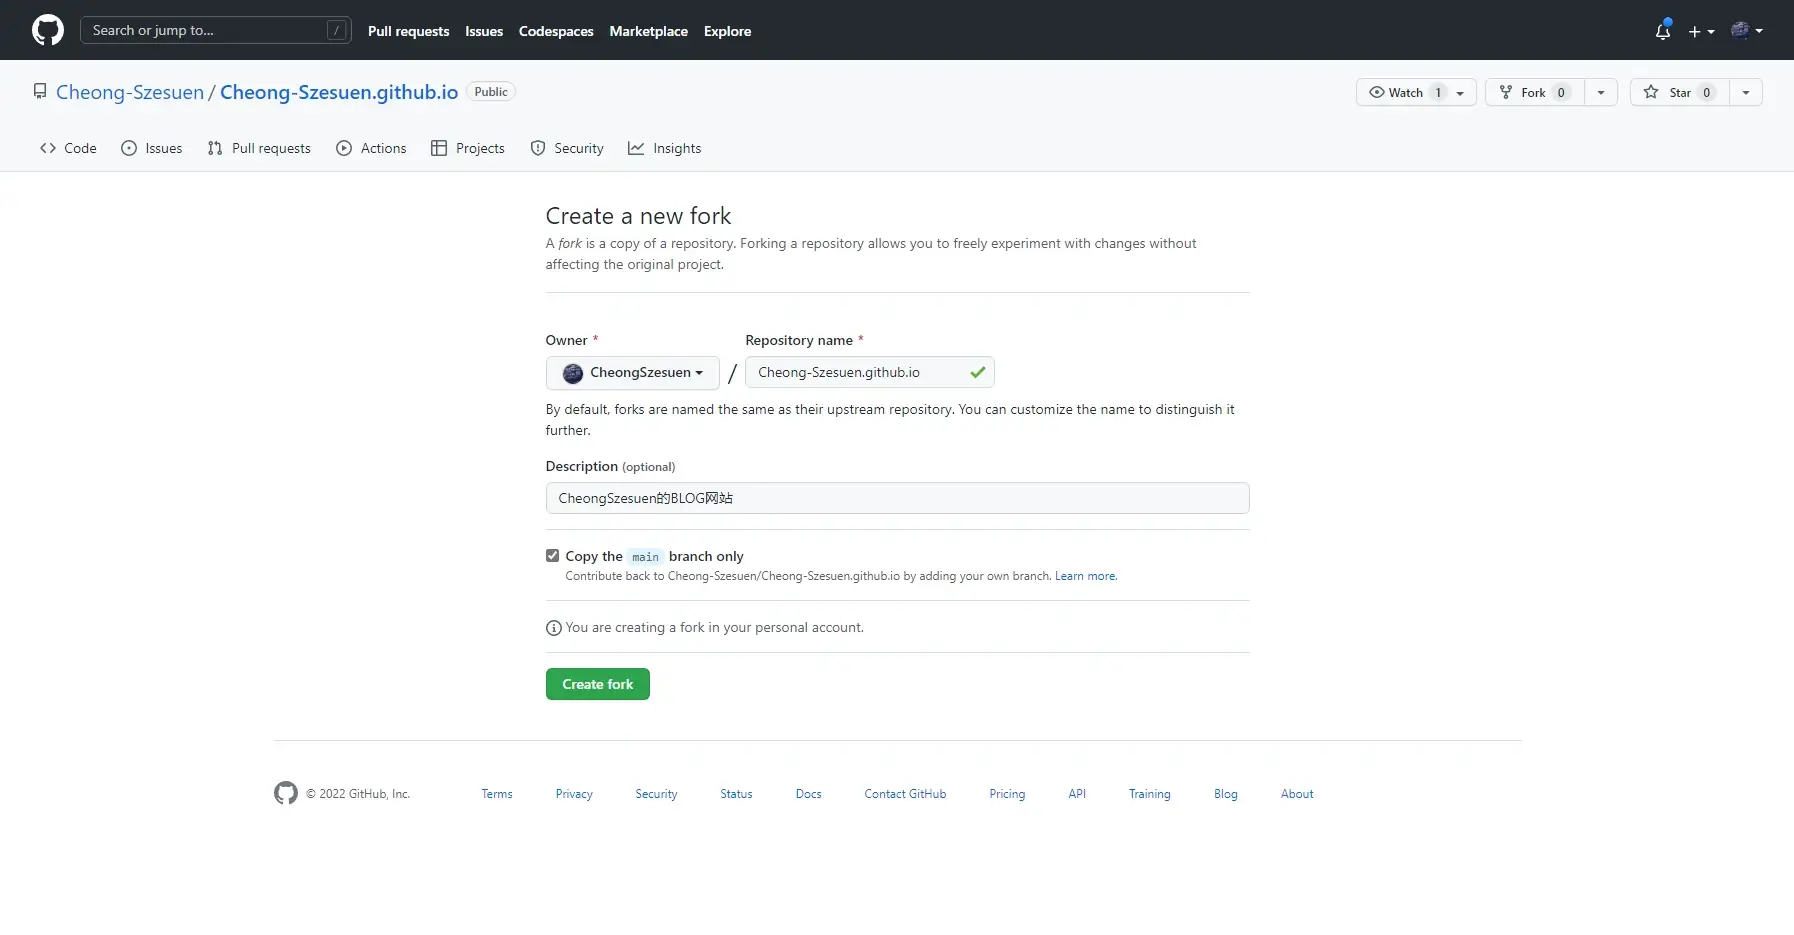 Search or jump to... /
Pull requests Issues Codespaces Marketplace Explore
Cheong-Szesuen / Cheong-Szesuen.github.io Public
Watch 1 Fork 0 Star 0
Code Issues Pull requests Actions Projects Security Insights
Create a new fork
A fork is a copy of a repository. Forking a repository allows you to freely experiment with changes without
affecting the original project.
Owner * Repository name *
CheongSzesuen / Cheong-Szesuen.github.io
By default, forks are named the same as their upstream repository. You can customize the name to distinguish it
further.
Description (optional)
CheongSzesuen的BLOG网站
Copy the main branch only
Contribute back to Cheong-Szesuen/Cheong-Szesuen.github.io by adding your own branch. Learn more.
You are creating a fork in your personal account.
Create fork
© 2022 GitHub, Inc. Terms Privacy Security Status Docs Contact GitHub Pricing API Training Blog About